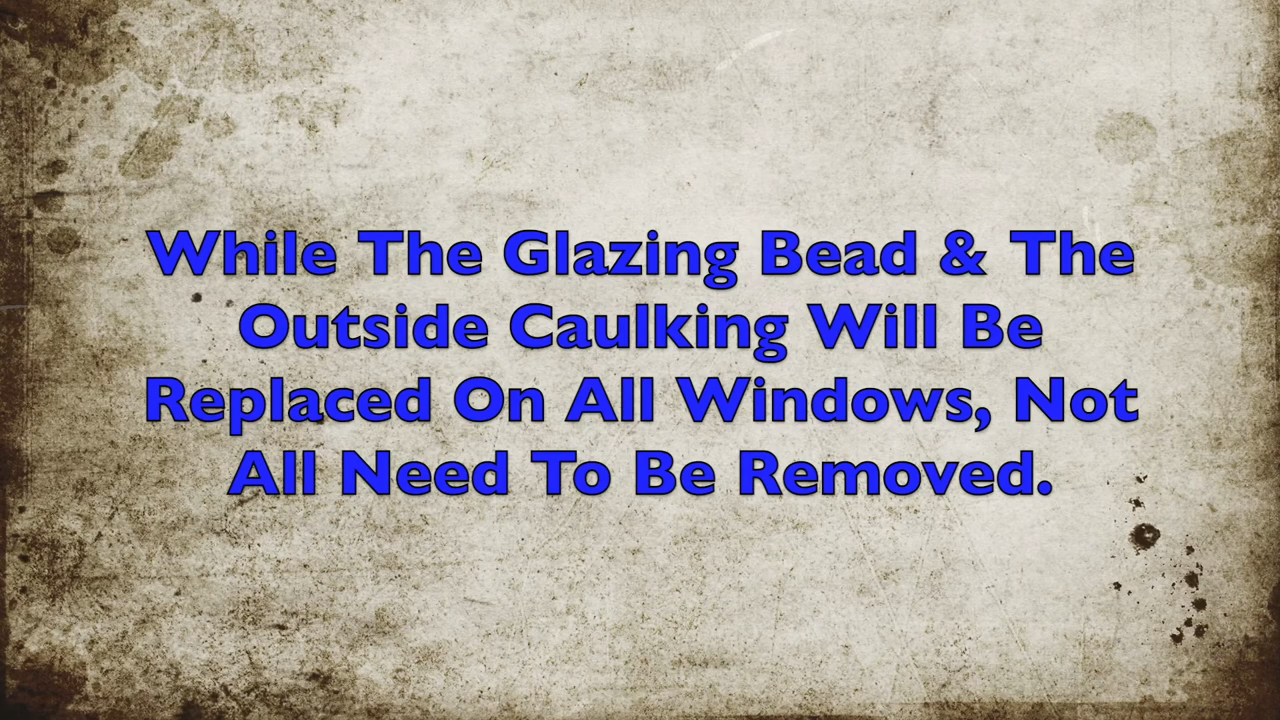 While The Glazing Bead & The
Outside Caulking Will Be
Replaced On All Windows, Not
All Need To Be Removed.